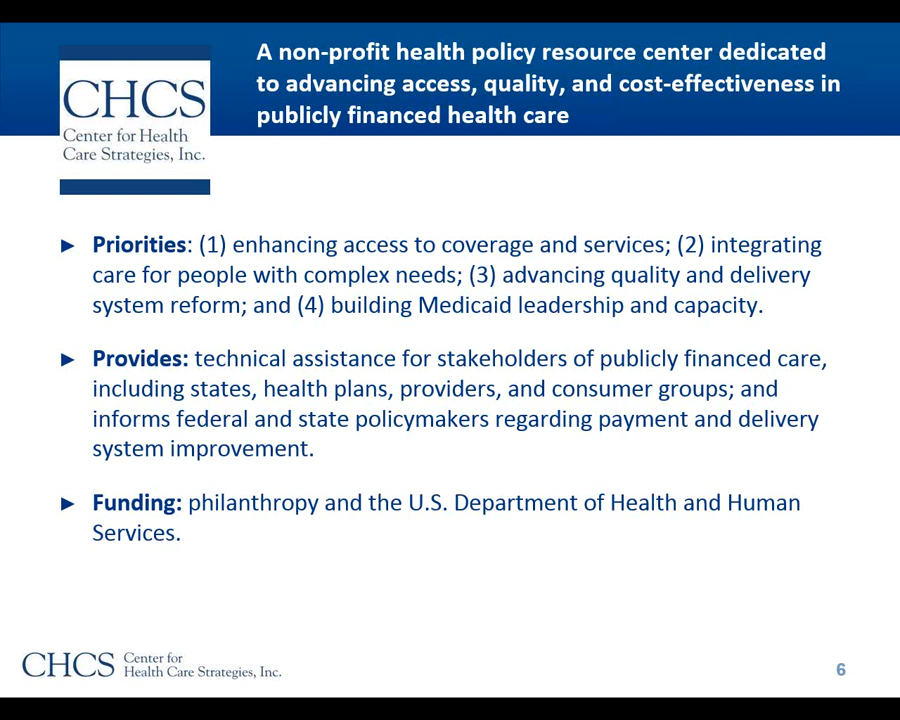 A non-profit health policy resource center dedicated
to advancing access, quality, and cost-effectiveness in
publicly financed health care
CHCS
Center for Health
Care Strategies, Inc.
► Priorities: (1) enhancing access to coverage and services; (2) integrating
care for people with complex needs; (3) advancing quality and delivery
system reform; and (4) building Medicaid leadership and capacity.
► Provides: technical assistance for stakeholders of publicly financed care,
including states, health plans, providers, and consumer groups; and
informs federal and state policymakers regarding payment and delivery
system improvement.
► Funding: philanthropy and the U.S. Department of Health and Human
Services.
CHCS
Center for
Health Care Strategies, Inc.
6